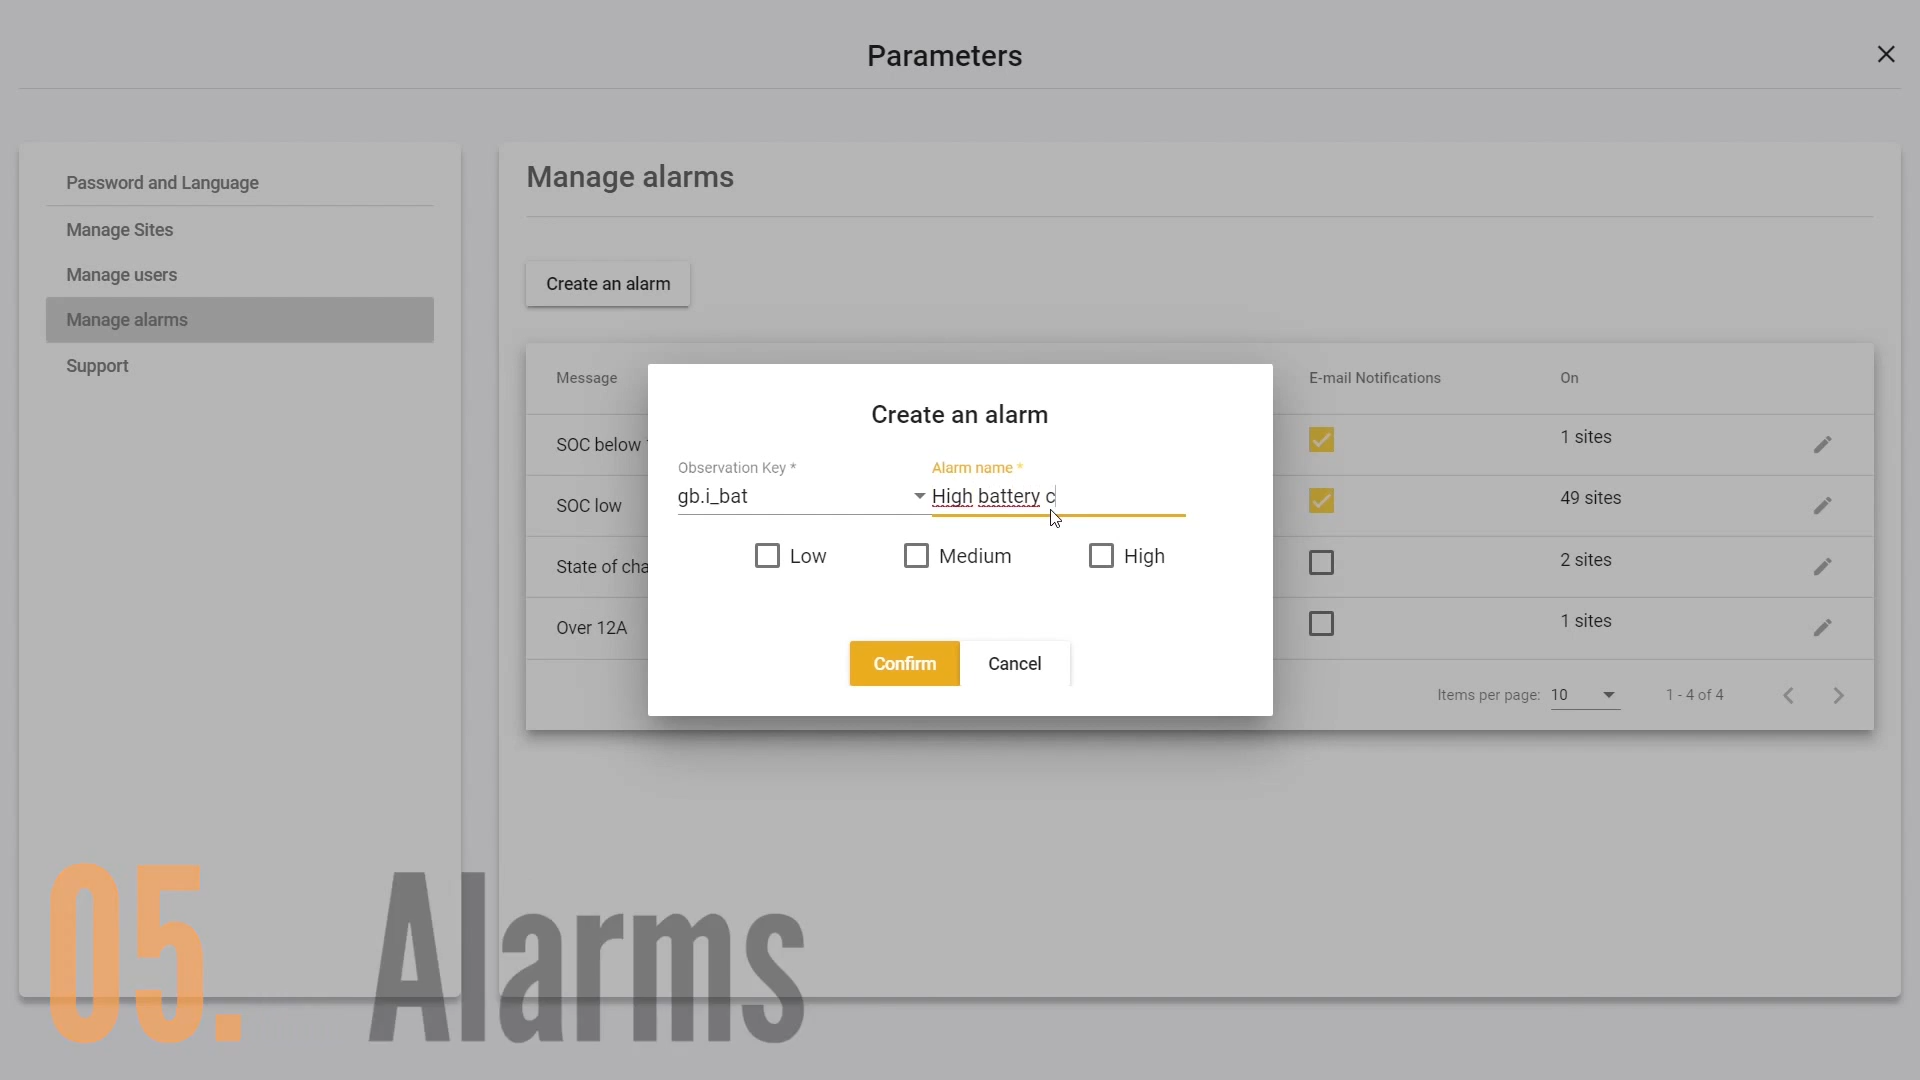 Parameters
Password and Language
Manage Sites
Manage users
Manage alarms
Support
Manage alarms
Create an alarm
Message
E-mail Notifications
On
SOC below
1 sites
SOC low
49 sites
State of cha
2 sites
Over 12A
1 sites
Items per page: 10
1 - 4 of 4
Create an alarm
Observation Key *
Alarm name *
gb.i_bat
High battery c
Low
Medium
High
Confirm
Cancel
05. Alarms